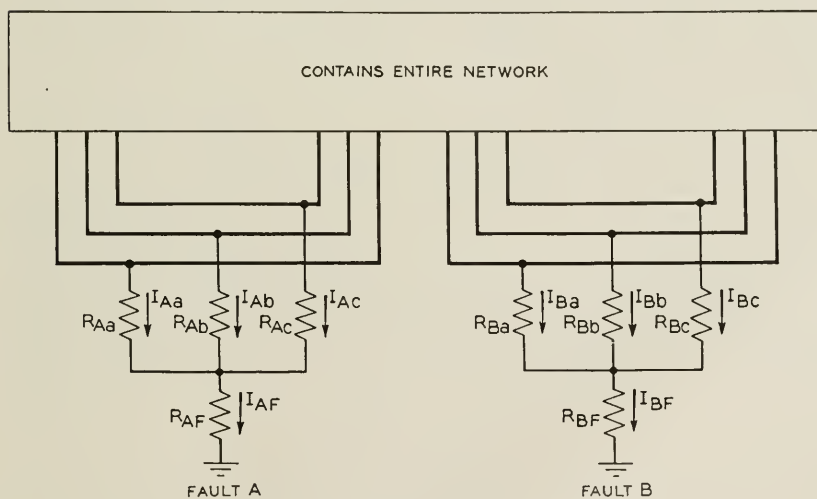 CONTAINS ENTIRE NETWORK
IAa IAb IAc IBa IBb IBc
RAa RAb RAc RBa RBb RBc
IAF IBF
RAF RBF
FAULT A FAULT B